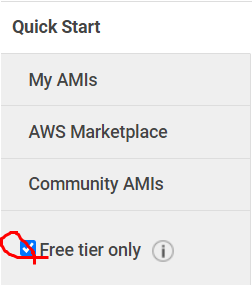 Quick Start
My AMIs
AWS Marketplace
Community AMIs
Free tier only